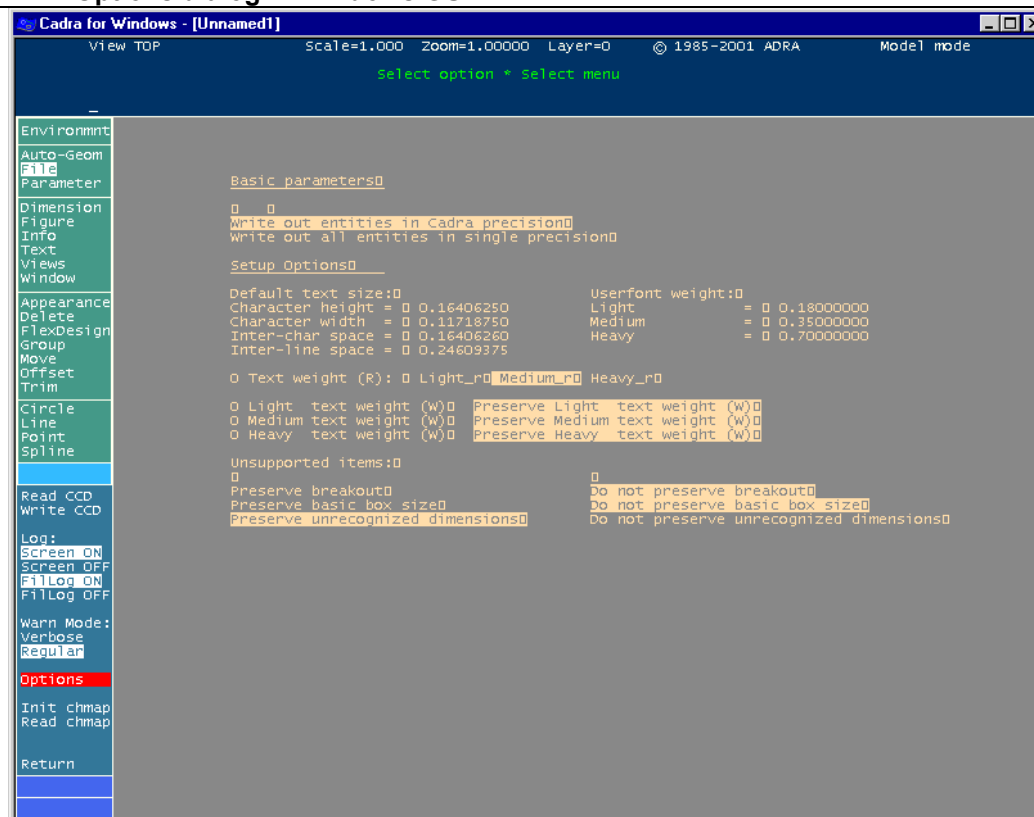 Cadra for Windows - [Unnamed1]
View TOP Scale=1.000 Zoom=1.00000 Layer=0 © 1985-2001 ADRA Model mode
Select option * Select menu
Environmnt
Auto-Geom
File
Parameter
Dimension
Figure
Info
Text
Views
Window
Appearance
Delete
FlexDesign
Group
Move
Offset
Trim
Circle
Line
Point
Spline
Read CCD
Write CCD
Log:
Screen ON
Screen OFF
FilLog ON
FilLog OFF
Warn Mode:
Verbose
Regular
Options
Init chmap
Read chmap
Return
Basic parameters
Write out entities in Cadra precision
Write out all entities in single precision
Setup Options
Default text size: Userfont weight:
Character height = 0.16406250 Light = 0.18000000
Character width = 0.11718750 Medium = 0.35000000
Inter-char space = 0.16406260 Heavy = 0.70000000
Inter-line space = 0.24609375
O Text weight (R): Light_r Medium_r Heavy_r
O Light text weight (W) Preserve Light text weight (W)
O Medium text weight (W) Preserve Medium text weight (W)
O Heavy text weight (W) Preserve Heavy text weight (W)
Unsupported items:
Preserve breakout Do not preserve breakout
Preserve basic box size Do not preserve basic box size
Preserve unrecognized dimensions Do not preserve unrecognized dimensions